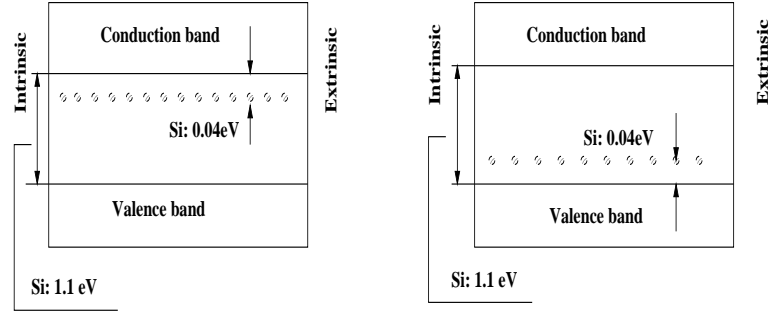 Conduction band
Intrinsic
Extrinsic
Si: 0.04eV
Valence band
Si: 1.1 eV
Conduction band
Intrinsic
Extrinsic
Si: 0.04eV
Valence band
Si: 1.1 eV